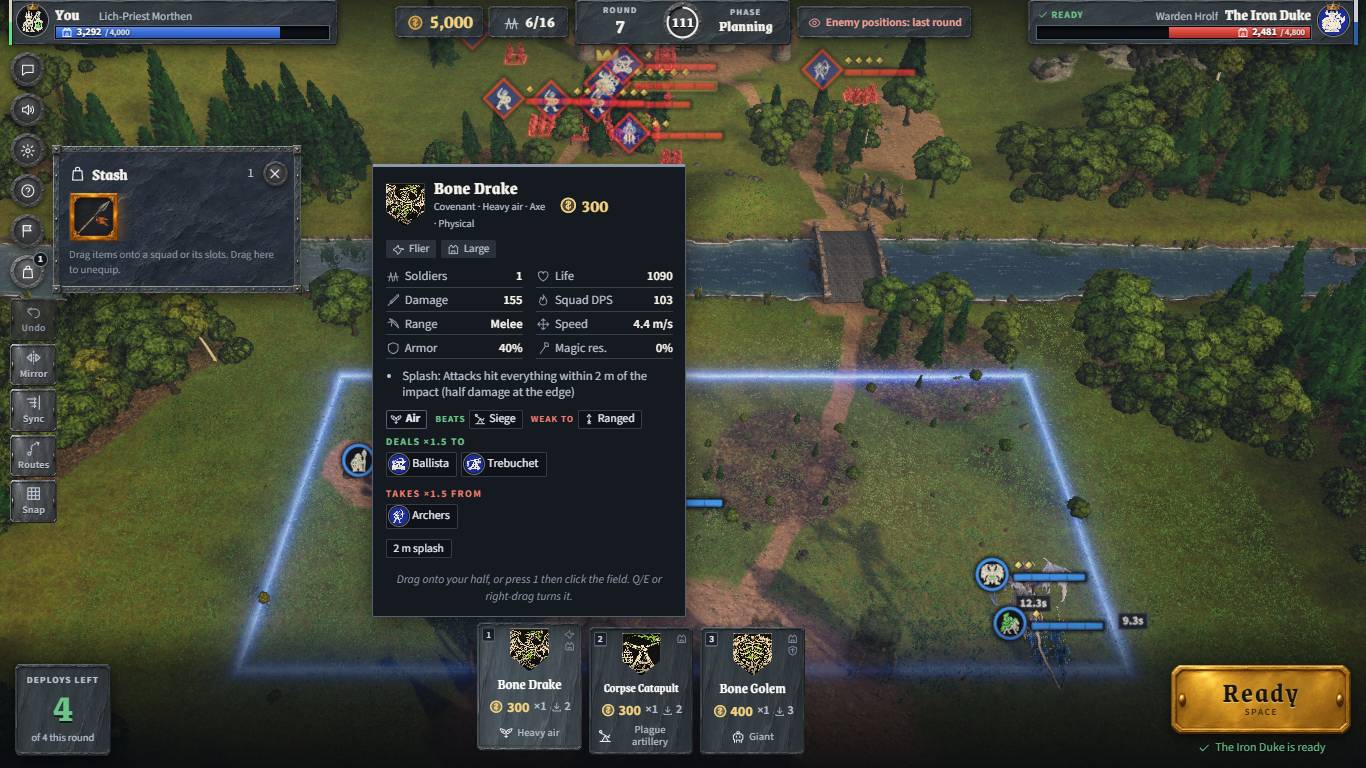 You Lich-Priest Morthen
3,292 / 4,000
5,000
6/16
ROUND
7
111
PHASE
Planning
Enemy positions: last round
READY
Warden Hrolf The Iron Duke
2,481 / 4,800
Stash 1
Drag items onto a squad or its slots. Drag here
to unequip.
1
Undo
Mirror
Sync
Routes
Snap
Bone Drake
Covenant · Heavy air · Axe
· Physical
300
Flier Large
Soldiers 1 Life 1090
Damage 155 Squad DPS 103
Range Melee Speed 4.4 m/s
Armor 40% Magic res. 0%
• Splash: Attacks hit everything within 2 m of the
impact (half damage at the edge)
Air BEATS Siege WEAK TO Ranged
DEALS ×1.5 TO
Ballista Trebuchet
TAKES ×1.5 FROM
Archers
2 m splash
Drag onto your half, or press 1 then click the field. Q/E or
right-drag turns it.
12.3s
9.3s
DEPLOYS LEFT
4
of 4 this round
1
Bone Drake
300 ×1 2
Heavy air
2
Corpse Catapult
300 ×1 2
Plague
artillery
3
Bone Golem
400 ×1 3
Giant
Ready
SPACE
The Iron Duke is ready